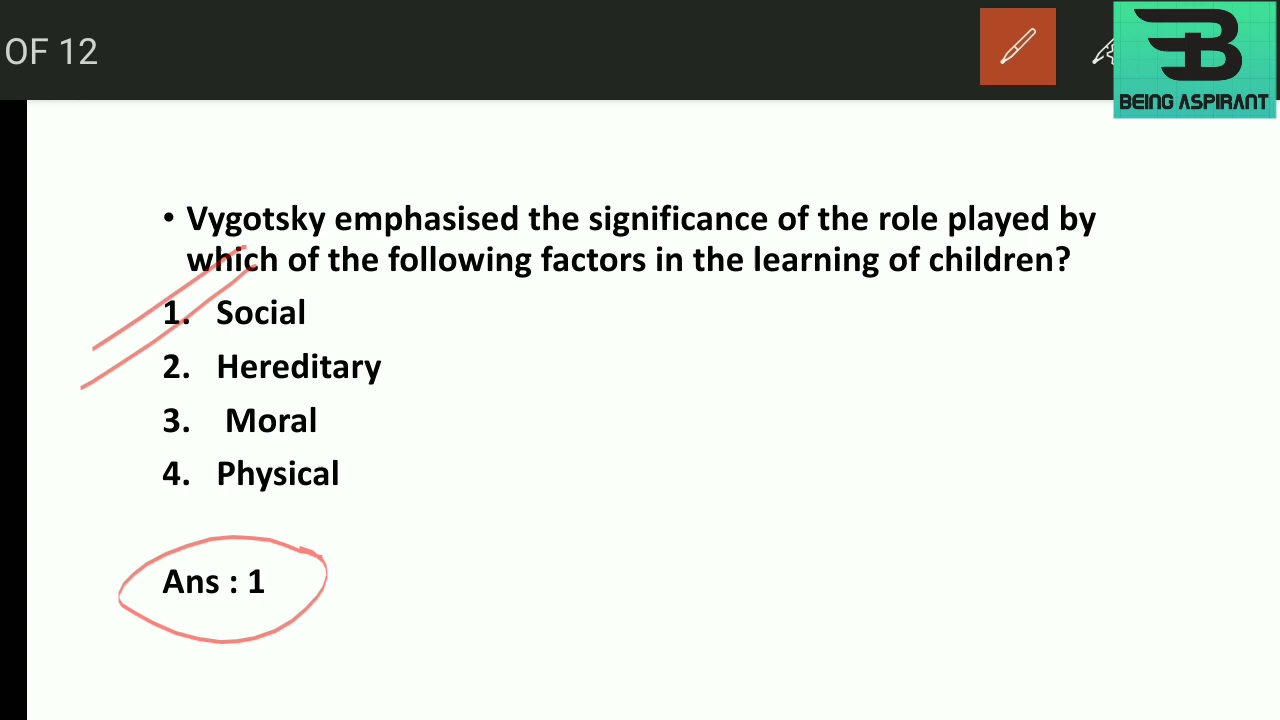 OF 12
BEING ASPIRANT
• Vygotsky emphasised the significance of the role played by
which of the following factors in the learning of children?
1. Social
2. Hereditary
3. Moral
4. Physical
Ans : 1